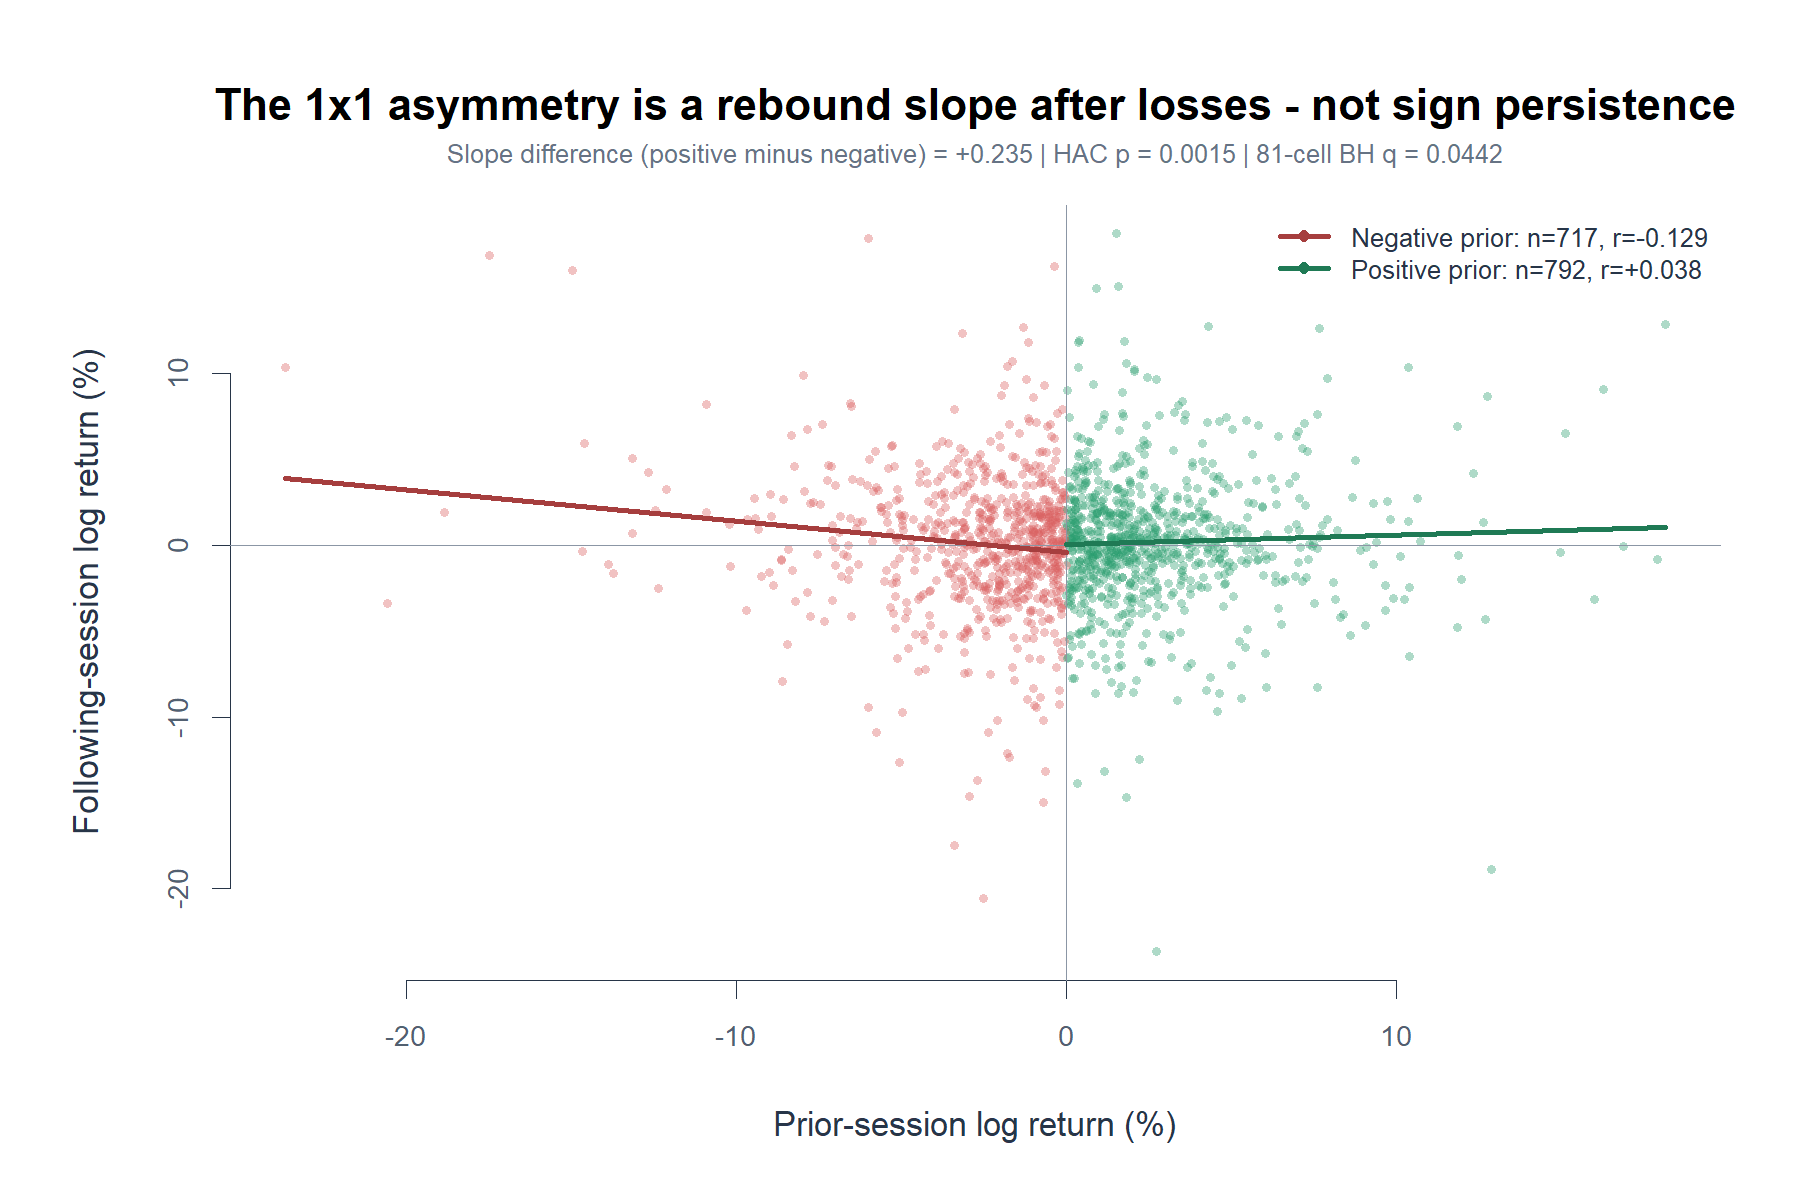 The 1x1 asymmetry is a rebound slope after losses - not sign persistence
Slope difference (positive minus negative) = +0.235 | HAC p = 0.0015 | 81-cell BH q = 0.0442
Negative prior: n=717, r=-0.129
Positive prior: n=792, r=+0.038
Following-session log return (%)
10
0
-10
-20
-20
-10
0
10
Prior-session log return (%)